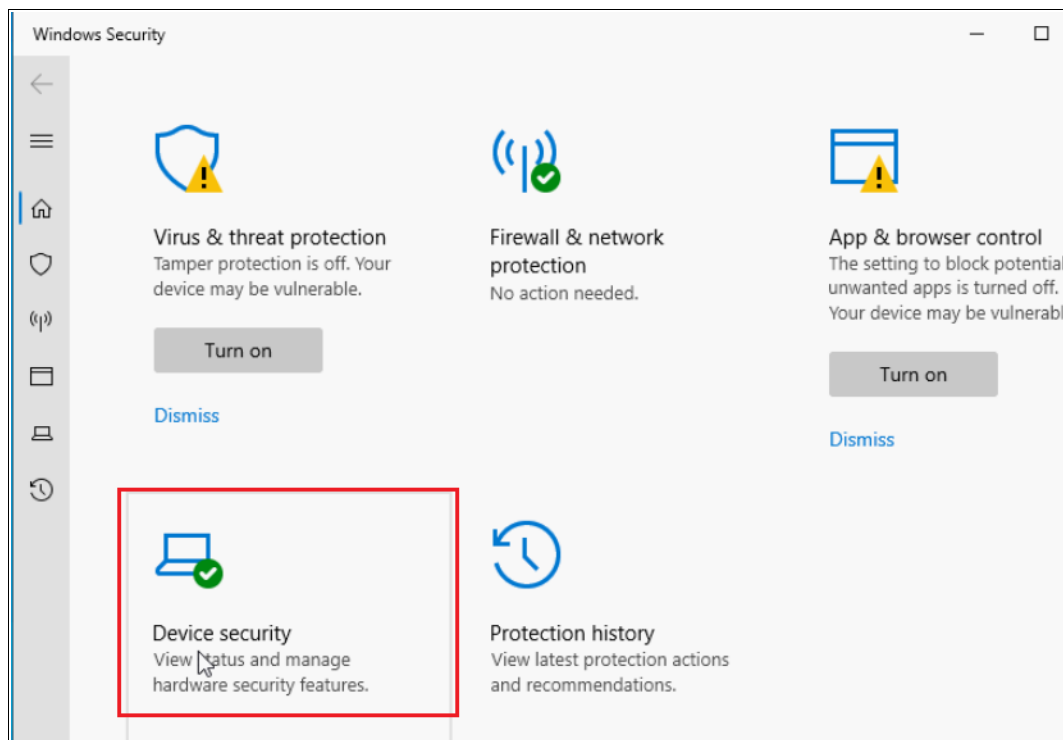 Windows Security
Virus & threat protection
Tamper protection is off. Your
device may be vulnerable.
Turn on
Dismiss
Firewall & network
protection
No action needed.
App & browser control
The setting to block potential
unwanted apps is turned off.
Your device may be vulnerabl
Turn on
Dismiss
Device security
View status and manage
hardware security features.
Protection history
View latest protection actions
and recommendations.